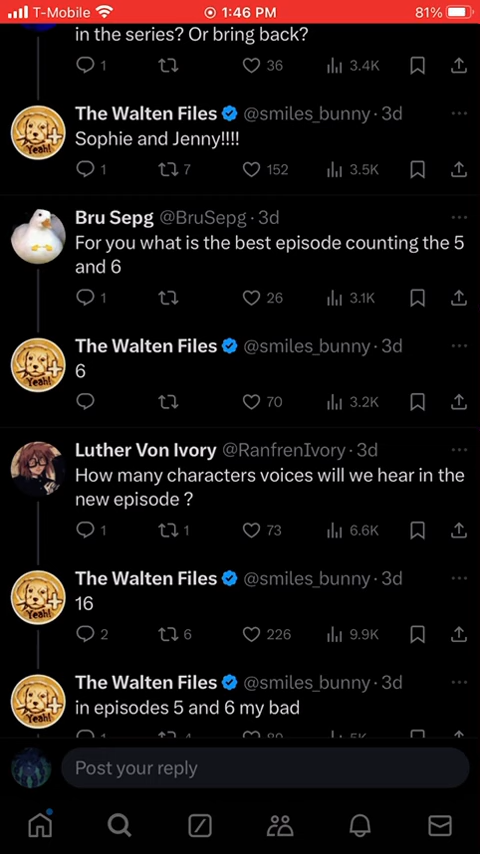 T-Mobile 1:46 PM 81%
in the series? Or bring back?
1 36 3.4K
The Walten Files @smiles_bunny · 3d
Sophie and Jenny!!!!
1 7 152 3.5K
Bru Sepg @BruSepg · 3d
For you what is the best episode counting the 5
and 6
1 26 3.1K
The Walten Files @smiles_bunny · 3d
6
70 3.2K
Luther Von Ivory @RanfrenIvory · 3d
How many characters voices will we hear in the
new episode ?
1 1 73 6.6K
The Walten Files @smiles_bunny · 3d
16
2 6 226 9.9K
The Walten Files @smiles_bunny · 3d
in episodes 5 and 6 my bad
Post your reply
Yeah!
Yeah!
Yeah!
Yeah!